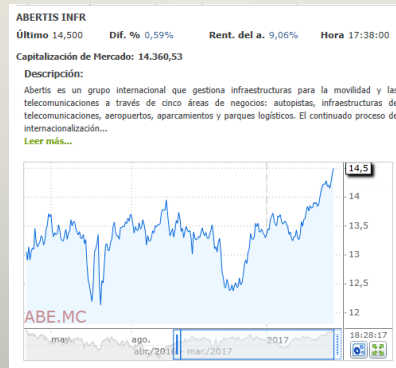 ABERTIS INFR
Último 14,500 Dif. % 0,59% Rent. del a. 9,06% Hora 17:38:00
Capitalización de Mercado: 14.360,53
Descripción:
Abertis es un grupo internacional que gestiona infraestructuras para la movilidad y las
telecomunicaciones a través de cinco áreas de negocios: autopistas, infraestructuras de
telecomunicaciones, aeropuertos, aparcamientos y parques logísticos. El continuado proceso de
internacionalización...
Leer más...
14,5
14
13,5
13
12,5
12
ABE.MC
may. ago. 2017
abr./2016 - mar./2017
18:28:17